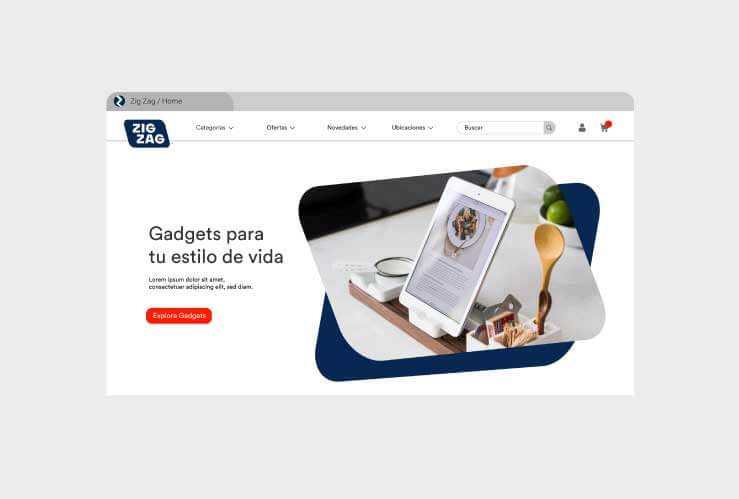 Zig Zag / Home
ZIG
ZAG
Categorías
Ofertas
Novedades
Ubicaciones
Buscar
Gadgets para
tu estilo de vida
Lorem ipsum dolor sit amet,
consectetuer adipiscing elit, sed diam.
Explora Gadgets